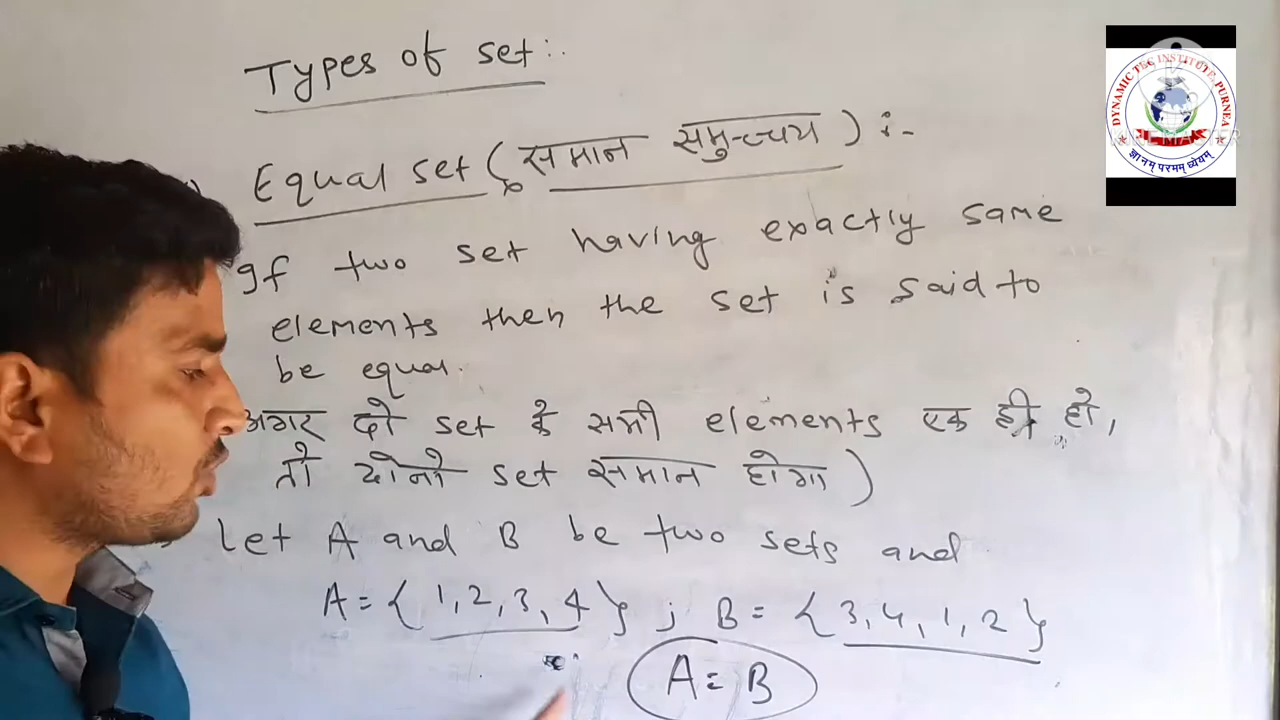 Types of set:.
Equal set (समान समुच्चय) :-
If two set having exactly same
elements then the set is said to
be equal.
अगर दो set के सभी elements एक ही हो,
तो दोनो set समान होगा)
Let A and B be two sets and
A = { 1, 2, 3, 4 } ; B = { 3, 4, 1, 2 }
A = B
DYNAMIC TEC INSTITUTE, PURNEA
ज्ञानम् परमम् ध्येयम्